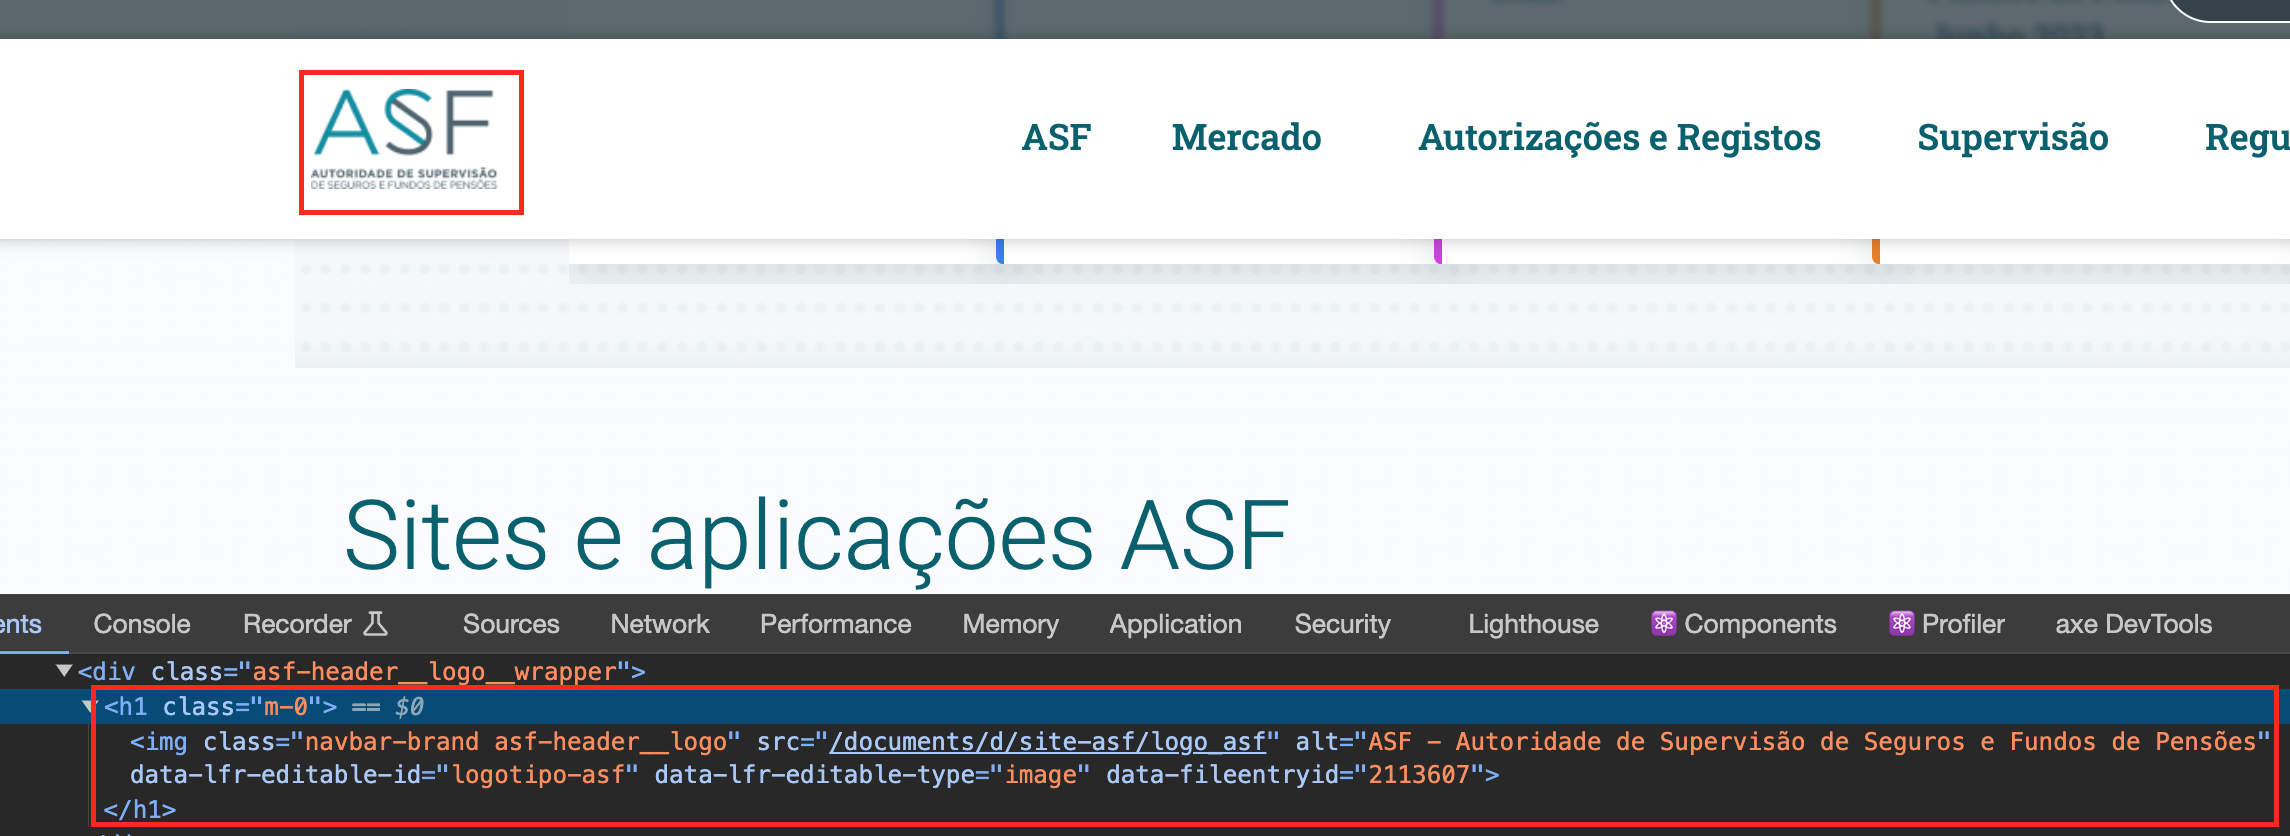 Junho 2023
ASF
AUTORIDADE DE SUPERVISÃO
DE SEGUROS E FUNDOS DE PENSÕES
ASF Mercado Autorizações e Registos Supervisão Regu
Sites e aplicações ASF
ents Console Recorder Sources Network Performance Memory Application Security Lighthouse Components Profiler axe DevTools
<div class="asf-header__logo__wrapper">
<h1 class="m-0"> == $0
<img class="navbar-brand asf-header__logo" src="/documents/d/site-asf/logo_asf" alt="ASF – Autoridade de Supervisão de Seguros e Fundos de Pensões"
data-lfr-editable-id="logotipo-asf" data-lfr-editable-type="image" data-fileentryid="2113607">
</h1>